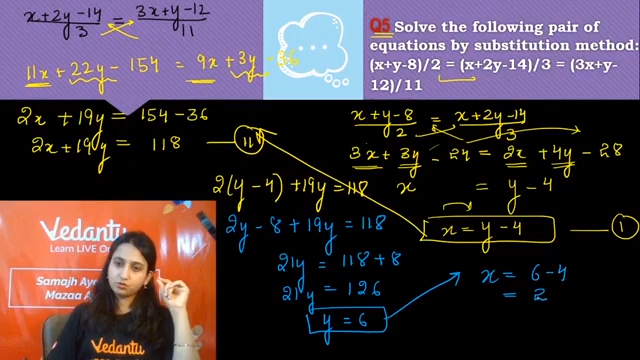 (x+2y-14)/3 = (3x+y-12)/11
11x+22y-154 = 9x+3y-36
Q5 Solve the following pair of
equations by substitution method:
(x+y-8)/2 = (x+2y-14)/3 = (3x+y-
12)/11
2x + 19y = 154-36
2x+19y = 118
(x+y-8)/2 = (x+2y-14)/3
3x+3y-24 = 2x+4y-28
x = y-4
x = y-4 — 1
2(y-4)+19y=118
2y-8+19y=118
21y = 118+8
21y = 126
y = 6
x = 6-4
= 2
Vedantu
Learn LIVE Online
Samajh Aayega
Mazaa Aa
Vedantu